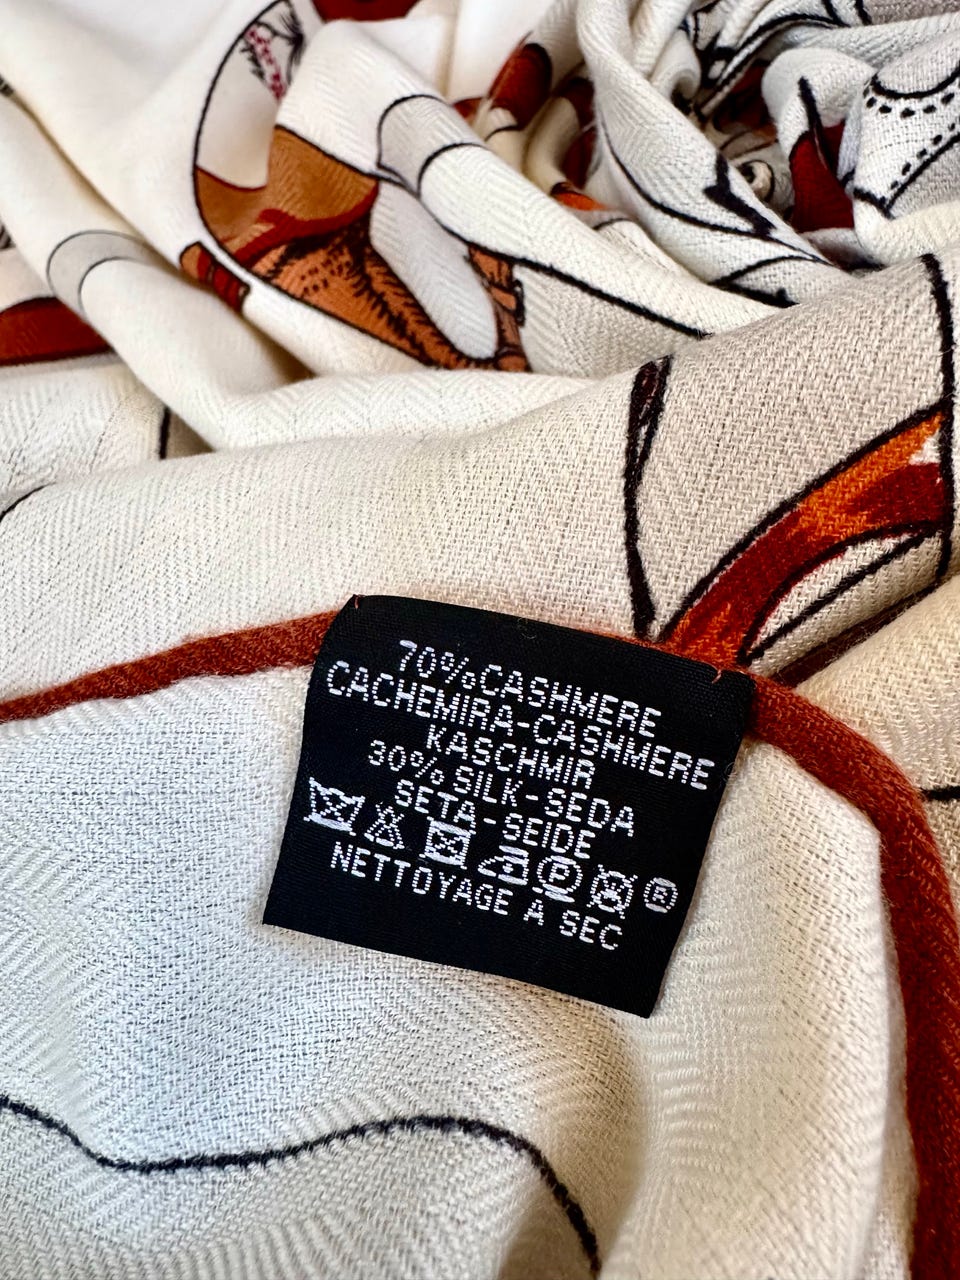 70%CASHMERE
CACHEMIRA-CASHMERE
KASCHMIR
30%SILK-SEDA
SETA-SEIDE
P ®
NETTOYAGE A SEC